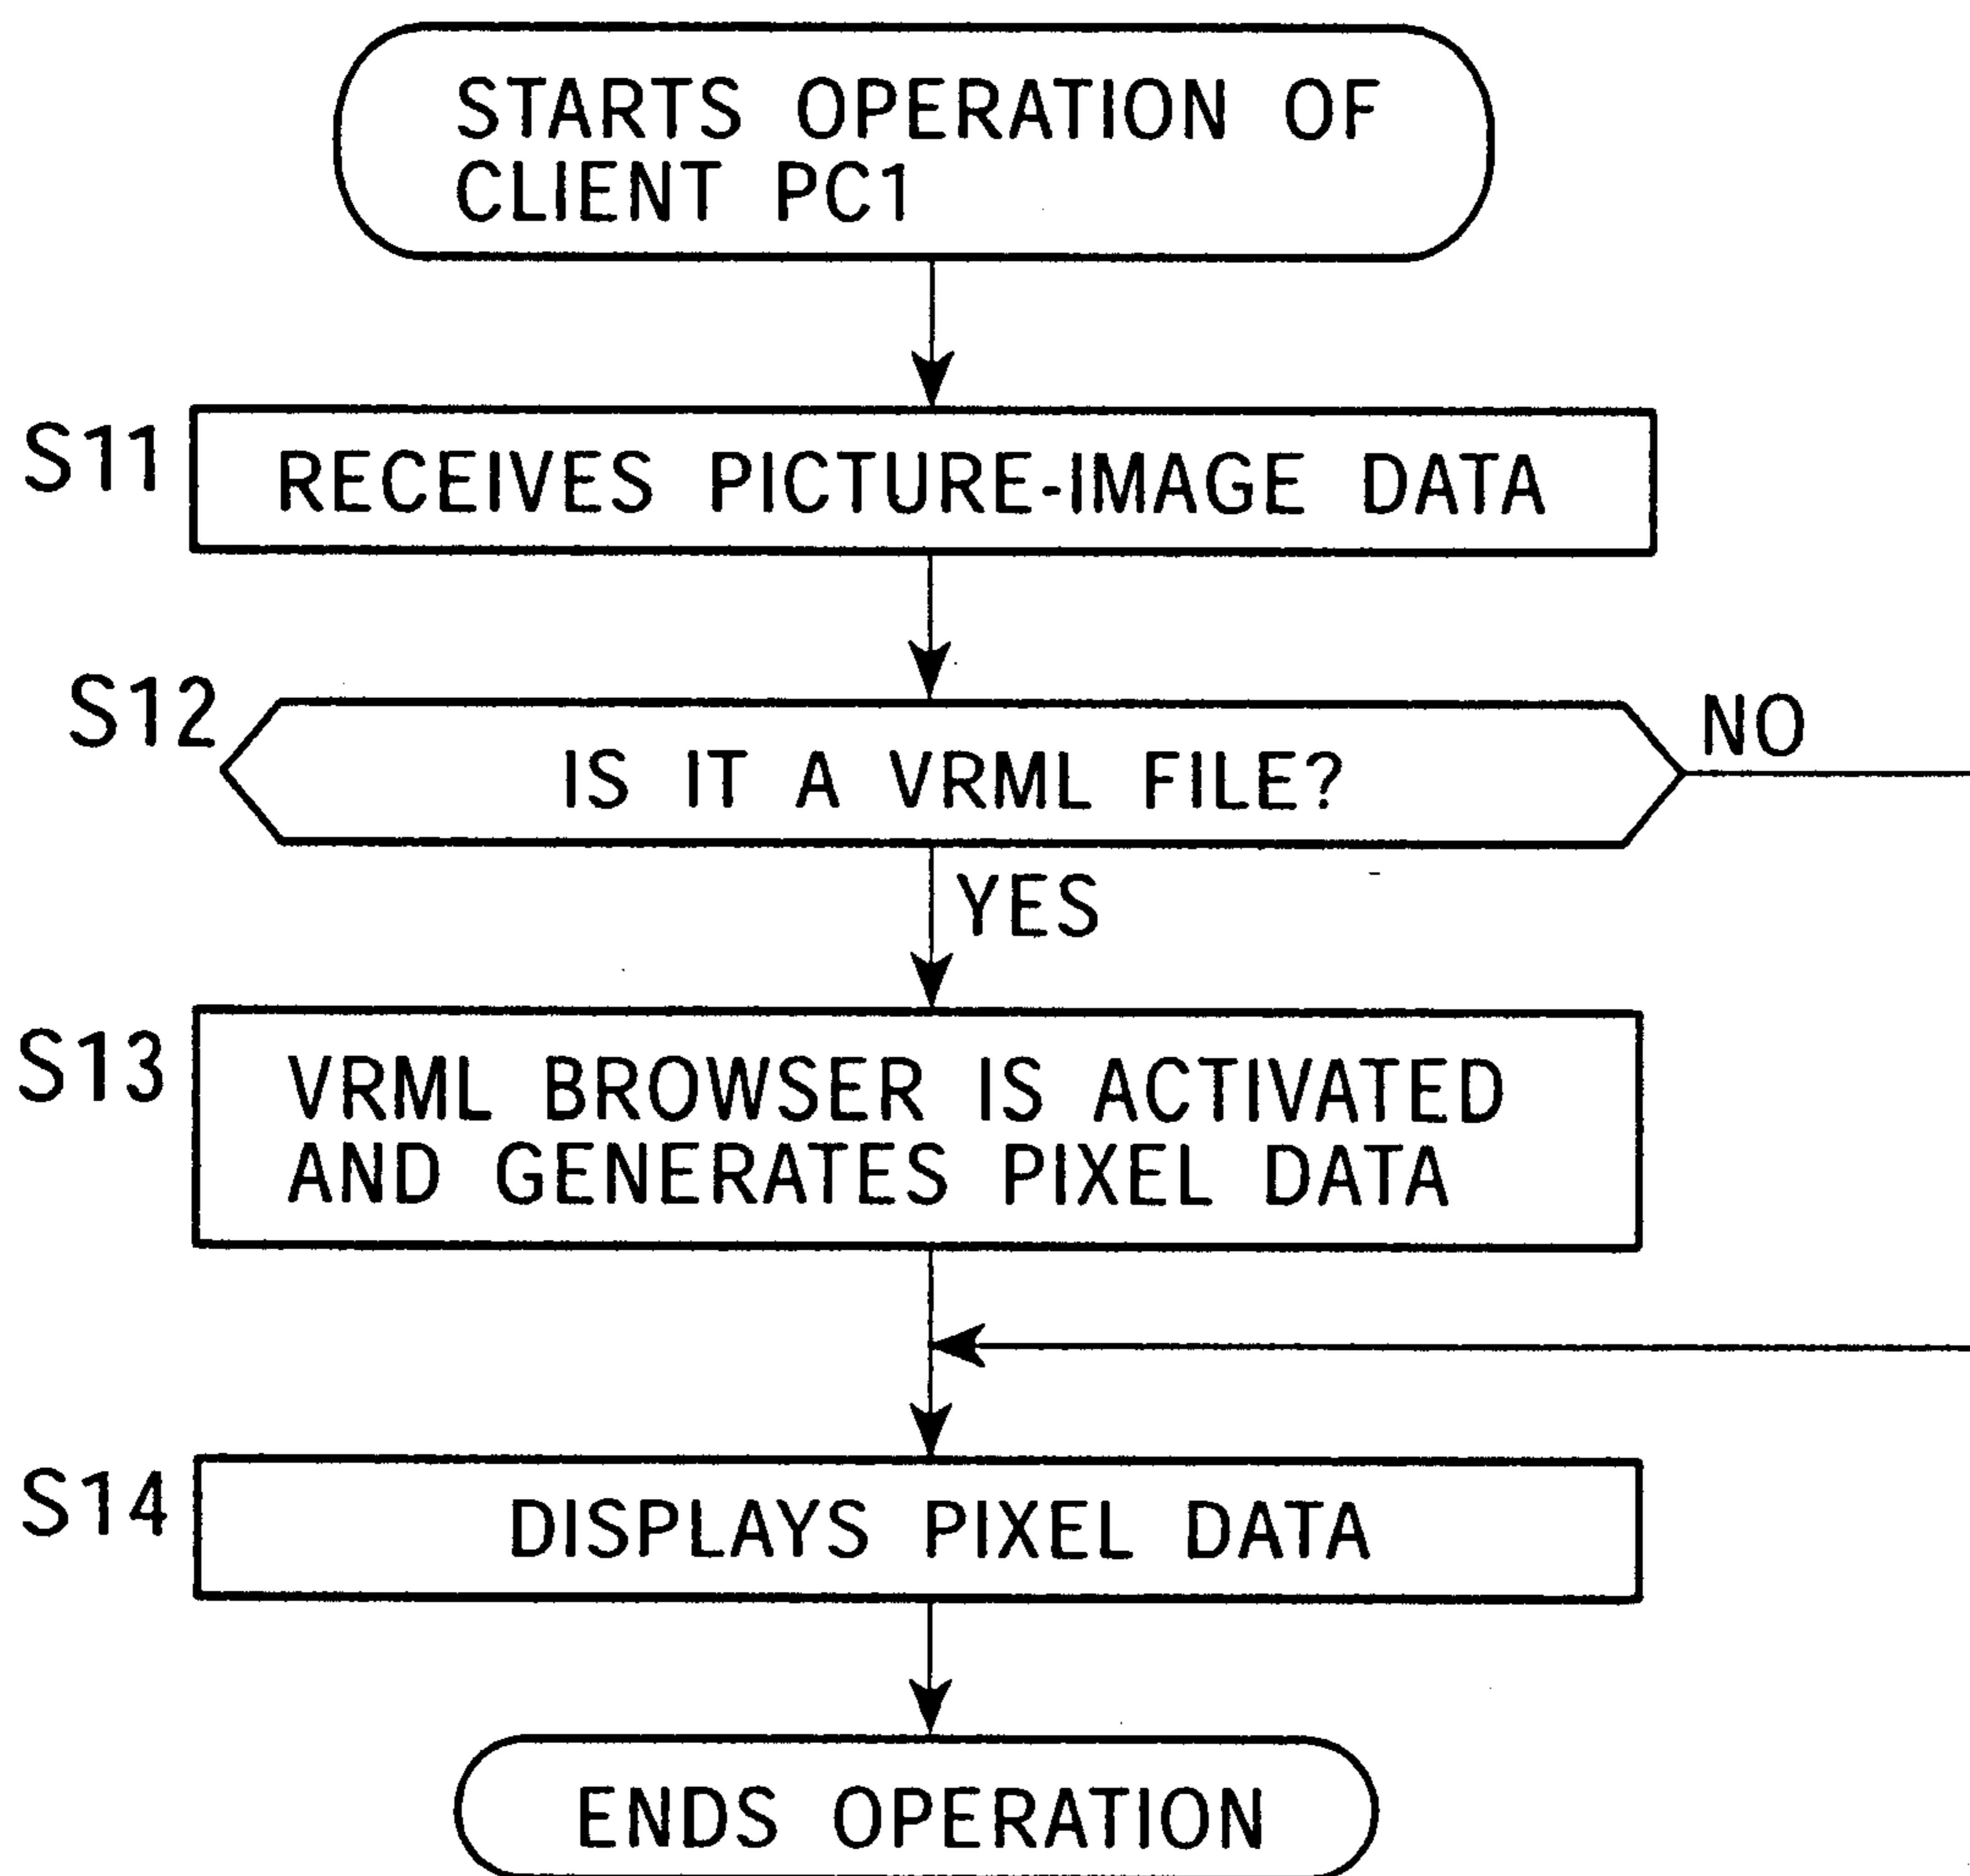 STARTS OPERATION OF
CLIENT PC1
S11
RECEIVES PICTURE-IMAGE DATA
S12
IS IT A VRML FILE?
NO
YES
S13
VRML BROWSER IS ACTIVATED
AND GENERATES PIXEL DATA
S14
DISPLAYS PIXEL DATA
ENDS OPERATION